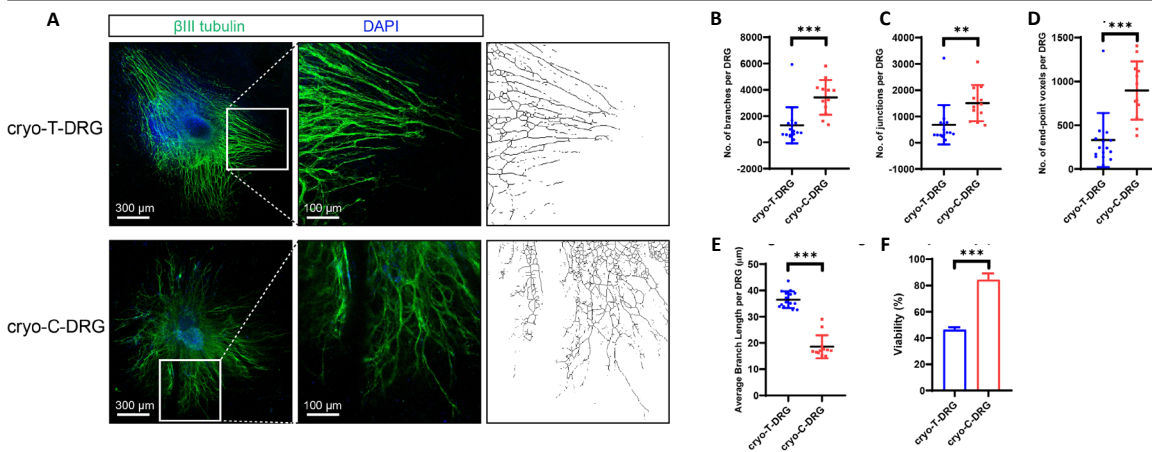 A
βIII tubulin DAPI
cryo-T-DRG
300 μm
100 μm
cryo-C-DRG
300 μm
100 μm
B
No. of branches per DRG
8000
6000
4000
2000
0
-2000
***
cryo-T-DRG
cryo-C-DRG
C
No. of junctions per DRG
4000
3000
2000
1000
0
-1000
**
cryo-T-DRG
cryo-C-DRG
D
No. of end-point voxels per DRG
1500
1000
500
0
***
cryo-T-DRG
cryo-C-DRG
E
Average Branch Length per DRG (μm)
50
40
30
20
10
0
***
cryo-T-DRG
cryo-C-DRG
F
Viability (%)
100
80
60
40
20
0
***
cryo-T-DRG
cryo-C-DRG